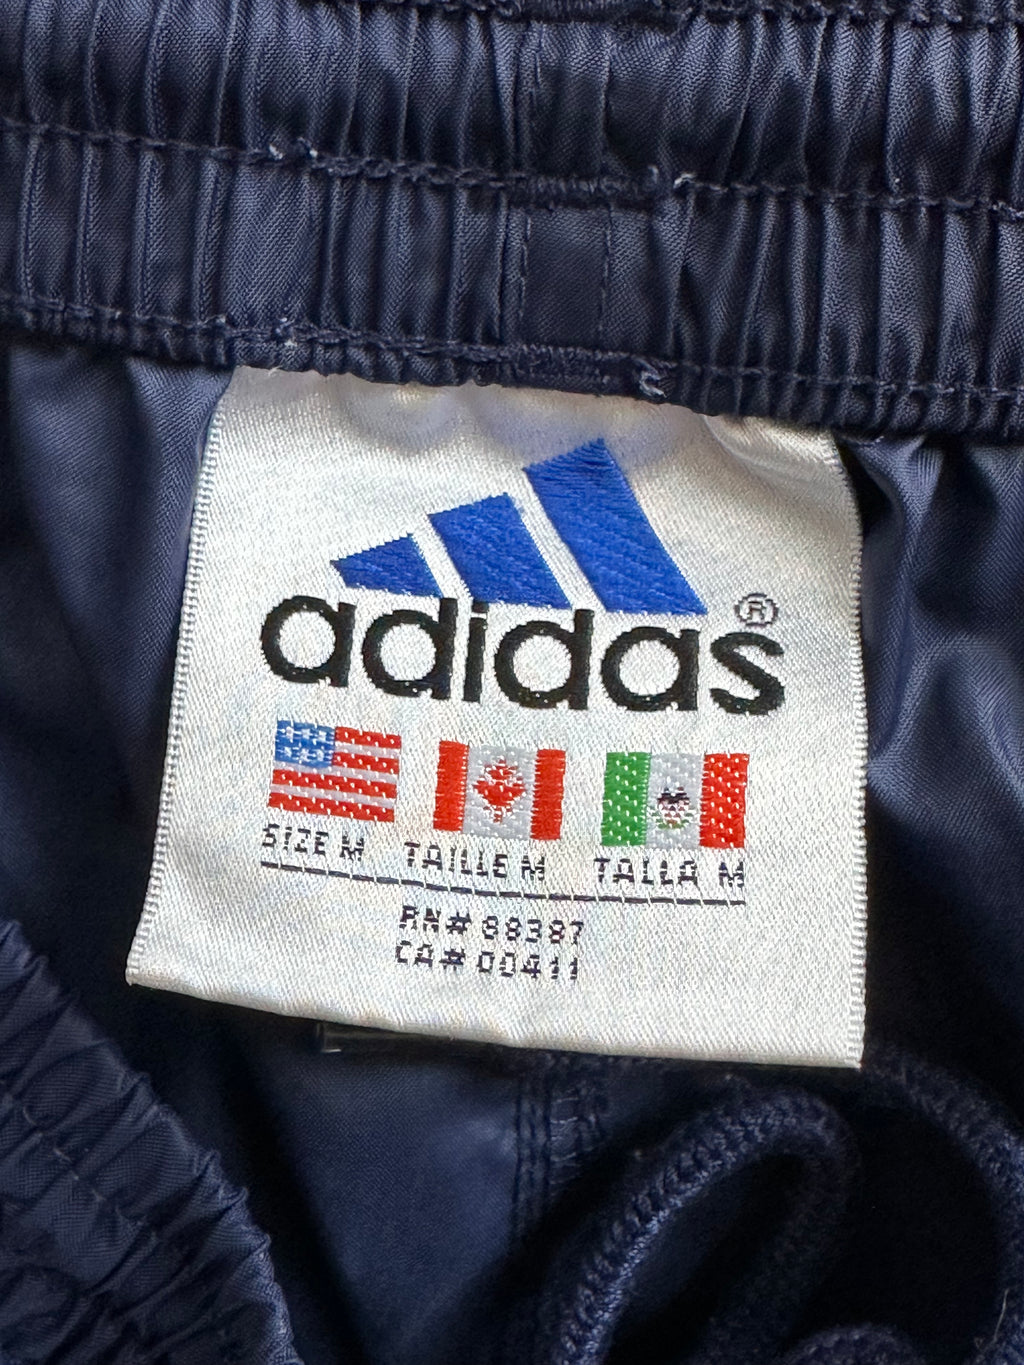 adidas®
SIZE M TAILLE M TALLA M
RN# 88387
CA# 00411